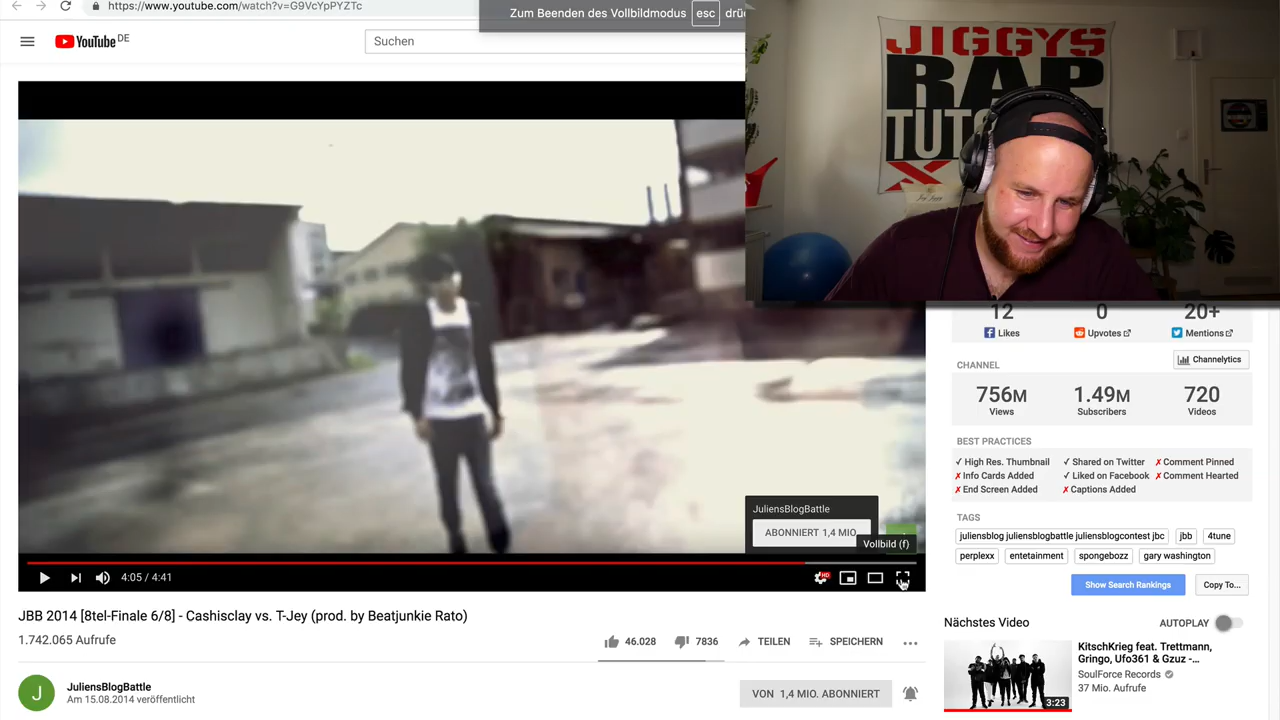 https://www.youtube.com/watch?v=G9VcYpPYZTc
Zum Beenden des Vollbildmodus esc drü
YouTube DE
Suchen
JIGGYS
RAP
JuliensBlogBattle
ABONNIERT 1,4 MIO.
Vollbild (f)
4:05 / 4:41
HD
JBB 2014 [8tel-Finale 6/8] - Cashisclay vs. T-Jey (prod. by Beatjunkie Rato)
1.742.065 Aufrufe
46.028
7836
TEILEN
SPEICHERN
J
JuliensBlogBattle
Am 15.08.2014 veröffentlicht
VON 1,4 MIO. ABONNIERT
12 0 20+
Likes Upvotes Mentions
CHANNEL
Channelytics
756M 1.49M 720
Views Subscribers Videos
BEST PRACTICES
✓ High Res. Thumbnail ✓ Shared on Twitter ✗ Comment Pinned
✗ Info Cards Added ✓ Liked on Facebook ✗ Comment Hearted
✗ End Screen Added ✗ Captions Added
TAGS
juliensblog juliensblogbattle juliensblogcontest jbc jbb 4tune
perplexx entetainment spongebozz gary washington
Show Search Rankings Copy To...
Nächstes Video AUTOPLAY
KitschKrieg feat. Trettmann,
Gringo, Ufo361 & Gzuz -...
SoulForce Records
37 Mio. Aufrufe
3:23